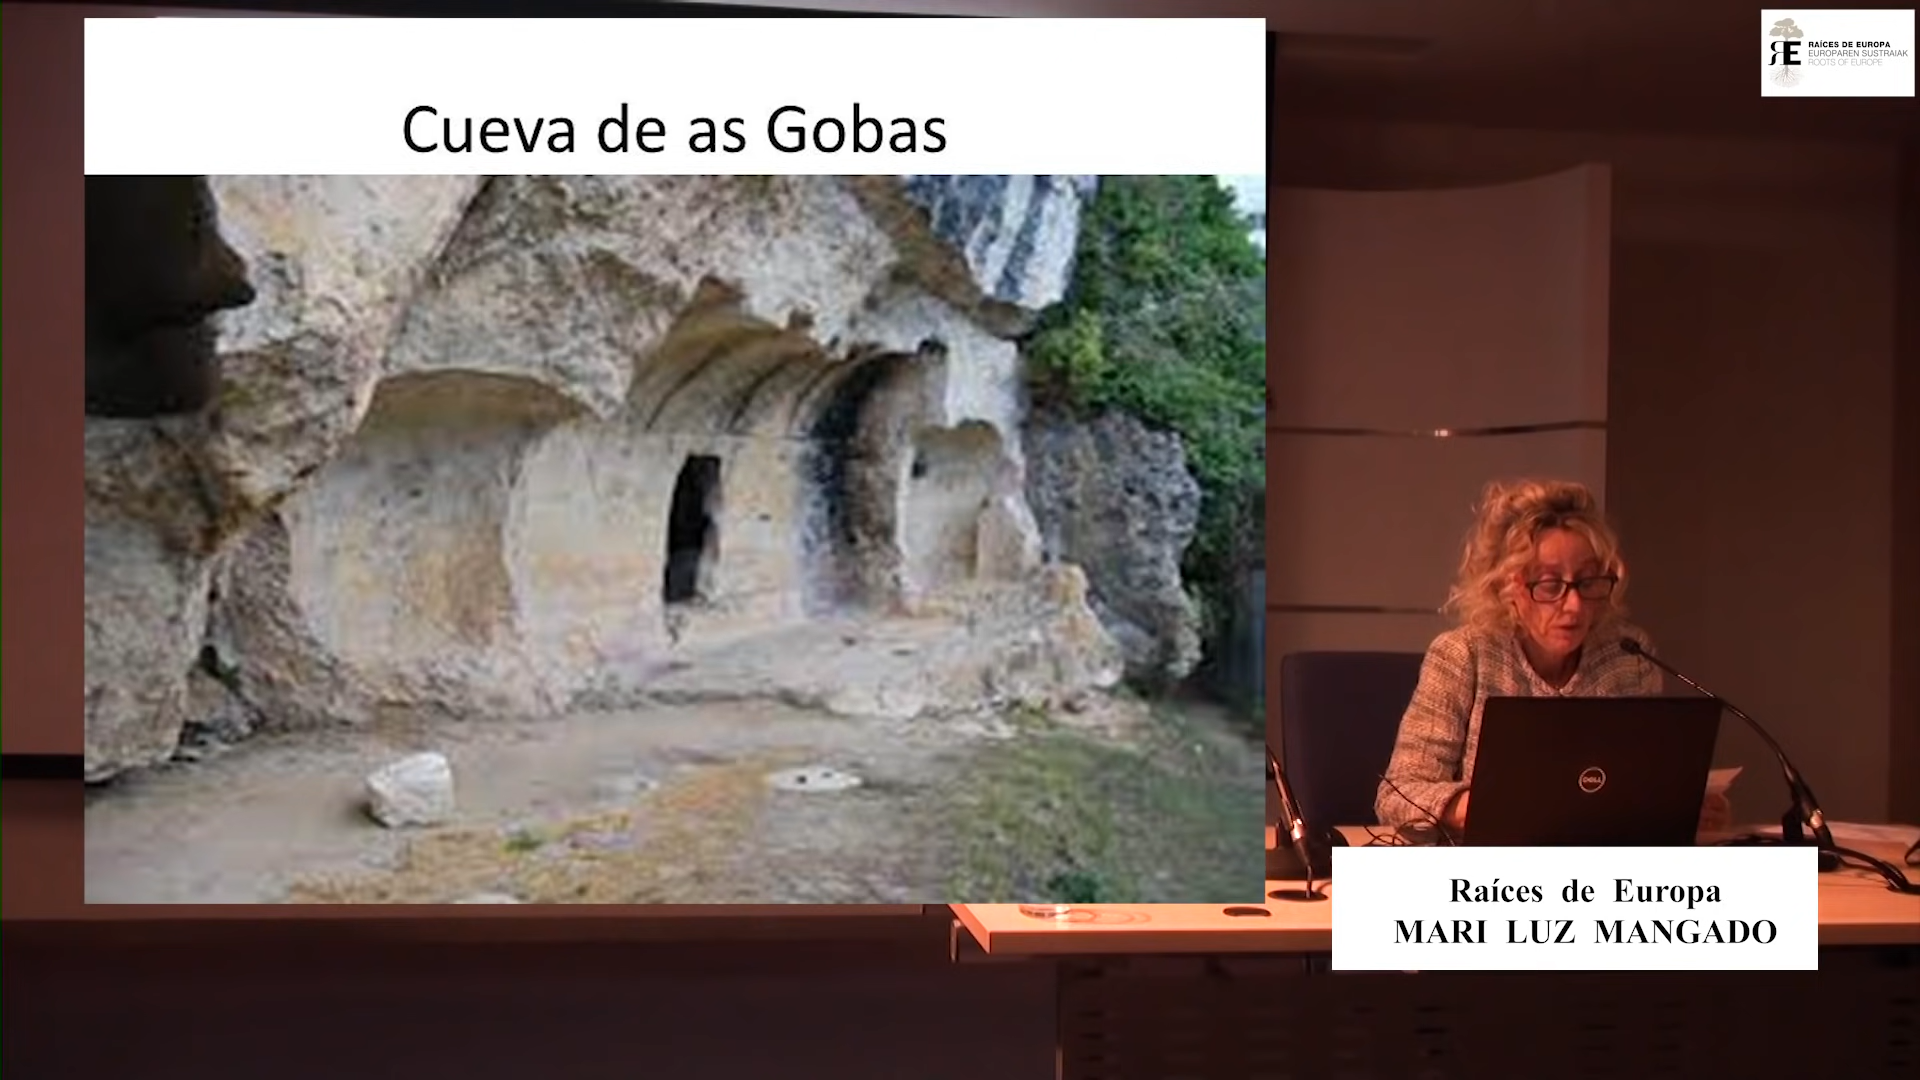 Cueva de as Gobas
RAÍCES DE EUROPA
EUROPAREN SUSTRAIAK
ROOTS OF EUROPE
RE
DELL
Raíces de Europa
MARI LUZ MANGADO